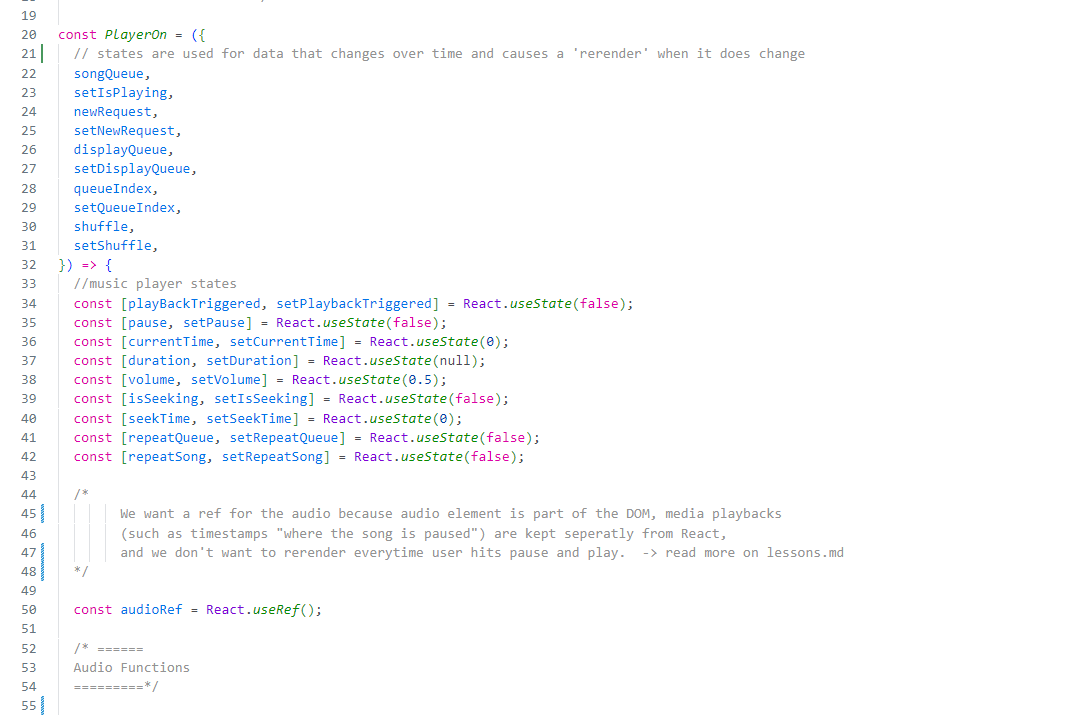 19
20 const PlayerOn = ({
21 // states are used for data that changes over time and causes a 'rerender' when it does change
22 songQueue,
23 setIsPlaying,
24 newRequest,
25 setNewRequest,
26 displayQueue,
27 setDisplayQueue,
28 queueIndex,
29 setQueueIndex,
30 shuffle,
31 setShuffle,
32 }) => {
33 //music player states
34 const [playBackTriggered, setPlaybackTriggered] = React.useState(false);
35 const [pause, setPause] = React.useState(false);
36 const [currentTime, setCurrentTime] = React.useState(0);
37 const [duration, setDuration] = React.useState(null);
38 const [volume, setVolume] = React.useState(0.5);
39 const [isSeeking, setIsSeeking] = React.useState(false);
40 const [seekTime, setSeekTime] = React.useState(0);
41 const [repeatQueue, setRepeatQueue] = React.useState(false);
42 const [repeatSong, setRepeatSong] = React.useState(false);
43
44 /*
45 We want a ref for the audio because audio element is part of the DOM, media playbacks
46 (such as timestamps "where the song is paused") are kept seperatly from React,
47 and we don't want to rerender everytime user hits pause and play.  -> read more on lessons.md
48 */
49
50 const audioRef = React.useRef();
51
52 /* ======
53 Audio Functions
54 =========*/
55